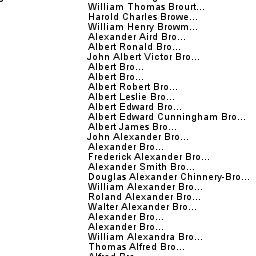 William Thomas Brourt...
Harold Charles Browe...
William Henry Browm...
Alexander Aird Bro...
Albert Ronald Bro...
John Albert Victor Bro...
Albert Bro...
Albert Bro...
Albert Robert Bro...
Albert Leslie Bro...
Albert Edward Bro...
Albert Edward Cunningham Bro...
Albert James Bro...
John Alexander Bro...
Alexander Bro...
Frederick Alexander Bro...
Alexander Smith Bro...
Douglas Alexander Chinnery-Bro...
William Alexander Bro...
Roland Alexander Bro...
Walter Alexander Bro...
Alexander Bro...
Alexander Bro...
William Alexandra Bro...
Thomas Alfred Bro...